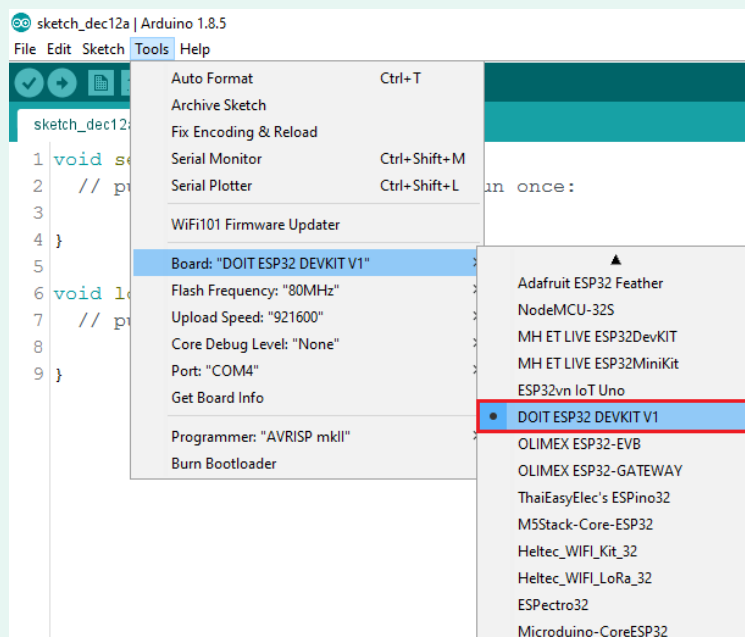 sketch_dec12a | Arduino 1.8.5
File Edit Sketch Tools Help
sketch_dec12a
Auto Format Ctrl+T
Archive Sketch
Fix Encoding & Reload
Serial Monitor Ctrl+Shift+M
Serial Plotter Ctrl+Shift+L
WiFi101 Firmware Updater
Board: "DOIT ESP32 DEVKIT V1"
Flash Frequency: "80MHz"
Upload Speed: "921600"
Core Debug Level: "None"
Port: "COM4"
Get Board Info
Programmer: "AVRISP mkII"
Burn Bootloader
Adafruit ESP32 Feather
NodeMCU-32S
MH ET LIVE ESP32DevKIT
MH ET LIVE ESP32MiniKit
ESP32vn IoT Uno
DOIT ESP32 DEVKIT V1
OLIMEX ESP32-EVB
OLIMEX ESP32-GATEWAY
ThaiEasyElec's ESPino32
M5Stack-Core-ESP32
Heltec_WIFI_Kit_32
Heltec_WIFI_LoRa_32
ESPectro32
Microduino-CoreESP32
1 void
2 // un once:
3
4 }
5
6 void
7 //
8
9 }